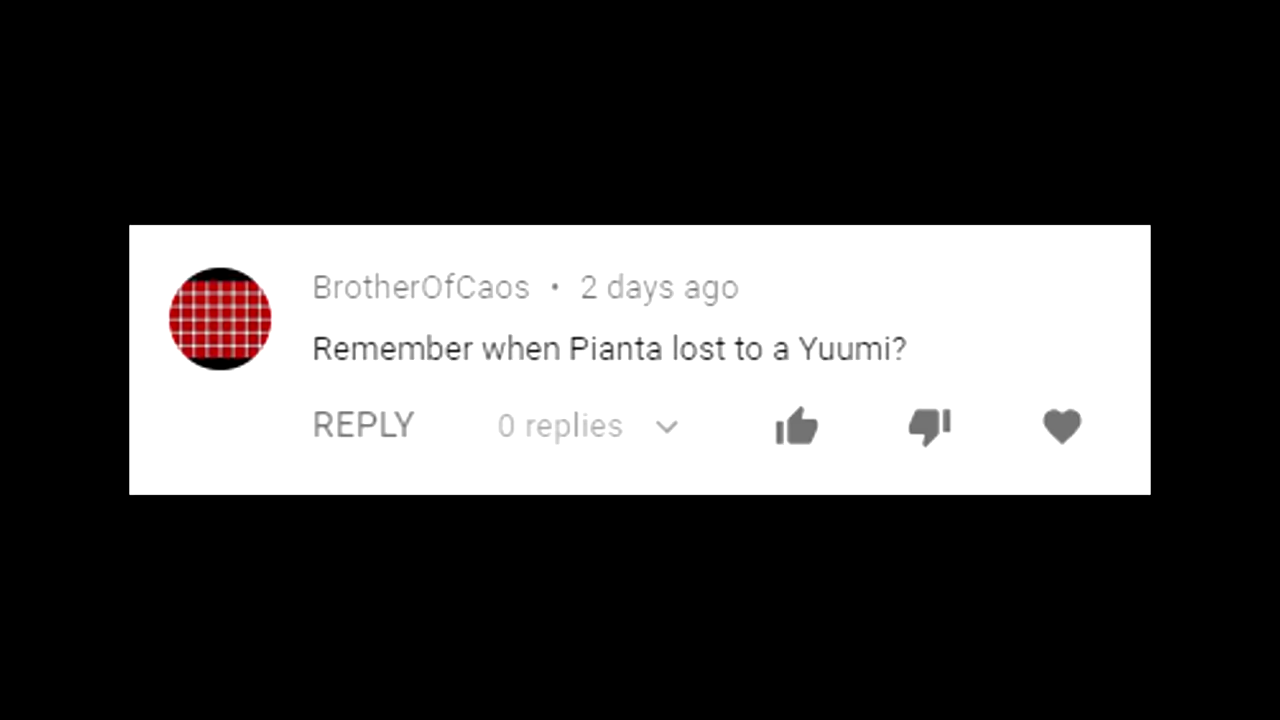 BrotherOfCaos • 2 days ago
Remember when Pianta lost to a Yuumi?
REPLY 0 replies